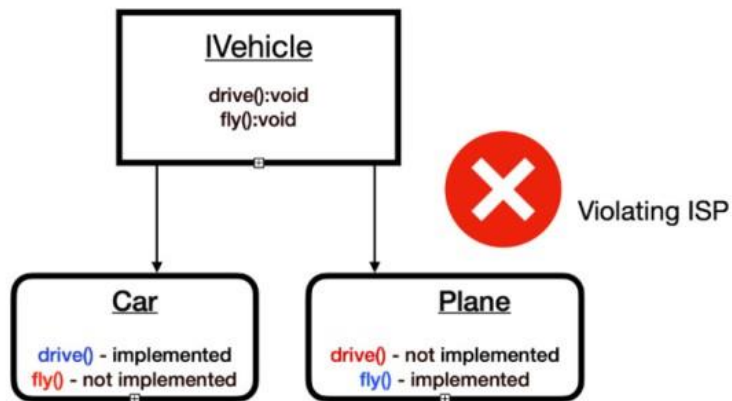 IVehicle
drive():void
fly():void
Violating ISP
Car
drive() - implemented
fly() - not implemented
Plane
drive() - not implemented
fly() - implemented